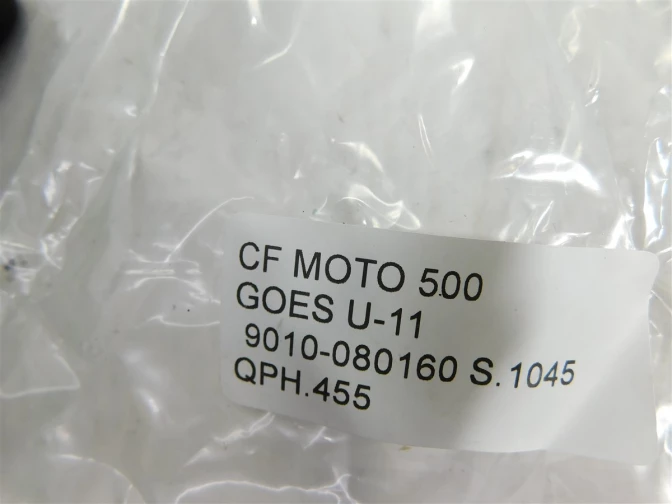 CF MOTO 500
GOES U-11
9010-080160 S.1045
QPH.455